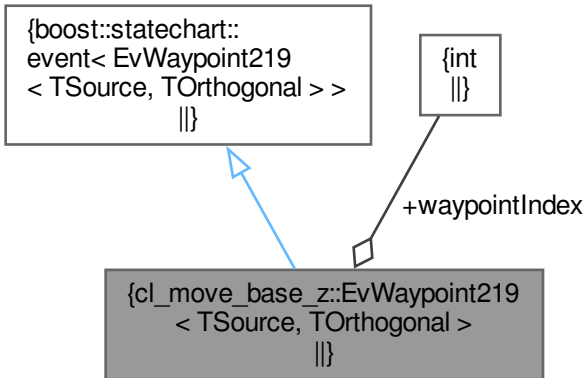 {boost::statechart::
event< EvWaypoint219
< TSource, TOrthogonal > >
||}
{int
||}
+waypointIndex
{cl_move_base_z::EvWaypoint219
< TSource, TOrthogonal >
||}